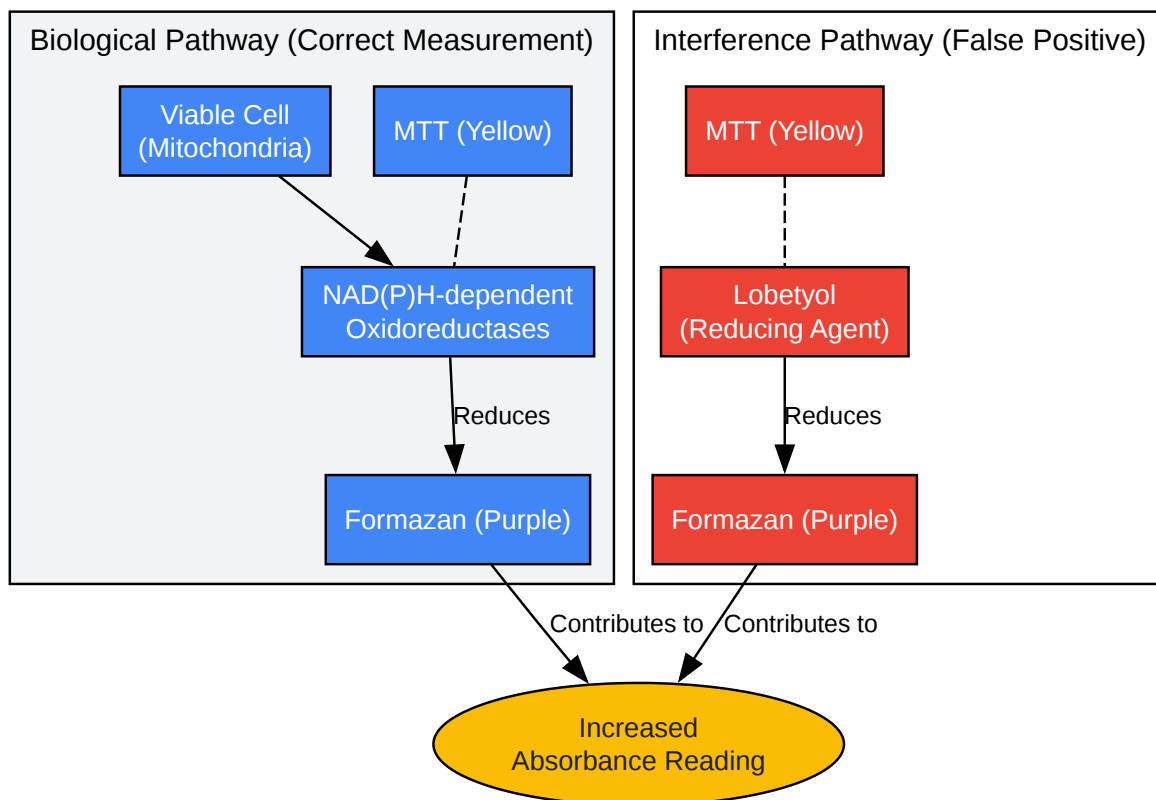 Biological Pathway (Correct Measurement)
Viable Cell
(Mitochondria)
MTT (Yellow)
NAD(P)H-dependent
Oxidoreductases
Reduces
Formazan (Purple)
Contributes to
Interference Pathway (False Positive)
MTT (Yellow)
Lobetyol
(Reducing Agent)
Reduces
Formazan (Purple)
Contributes to
Increased
Absorbance Reading